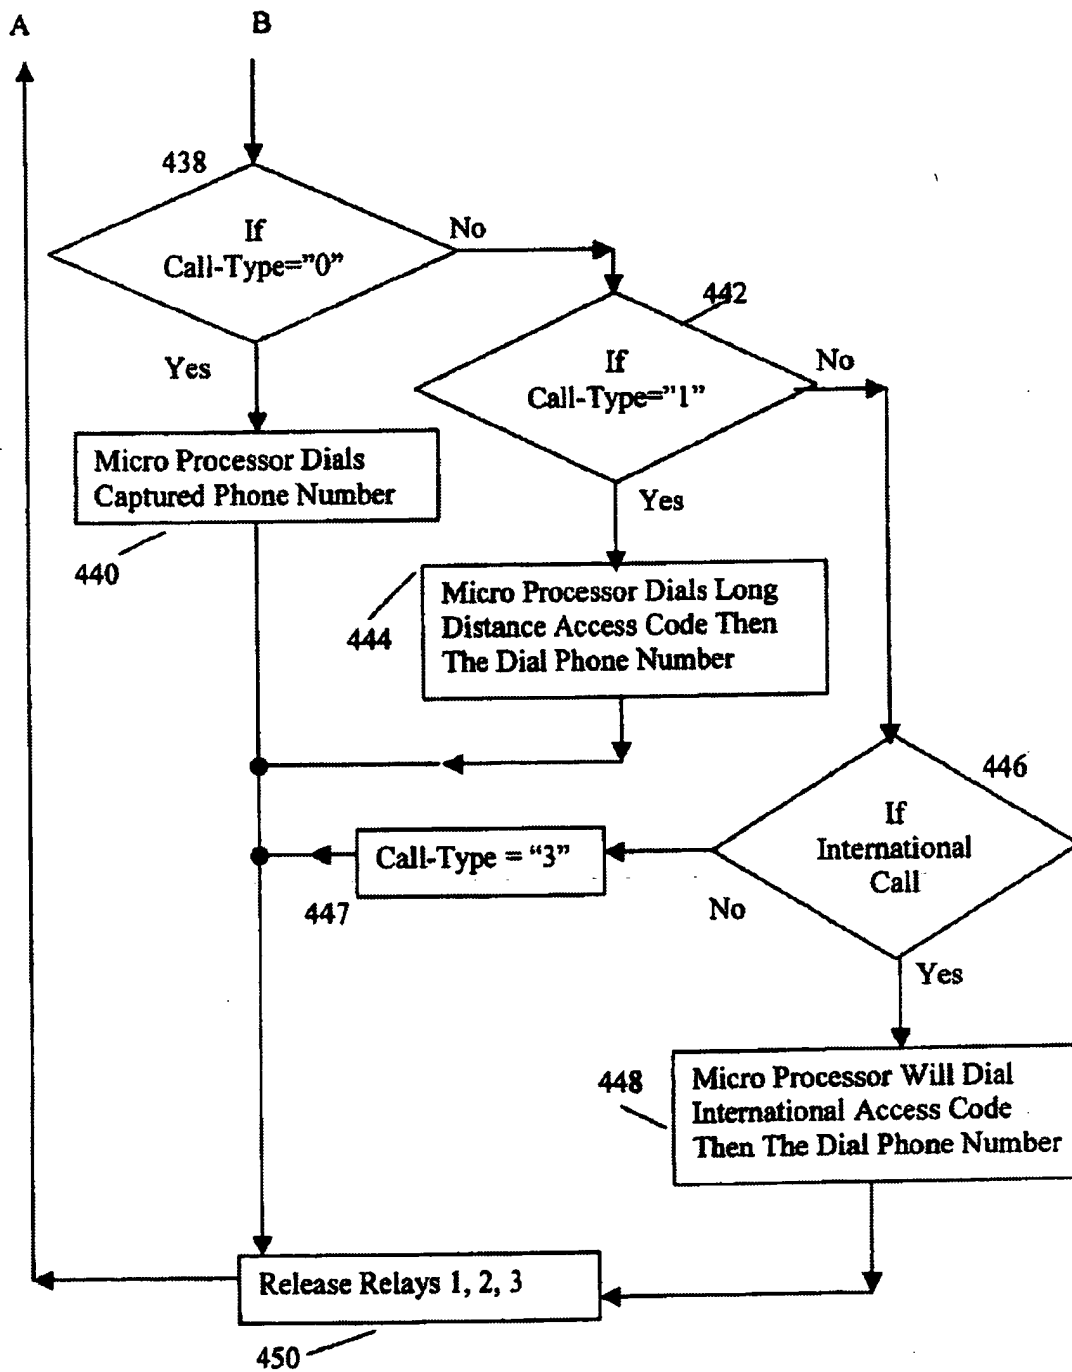 A
B
438
If
Call-Type="0"
No
Yes
442
If
Call-Type="1"
No
Yes
Micro Processor Dials
Captured Phone Number
440
Micro Processor Dials Long
Distance Access Code Then
The Dial Phone Number
444
446
If
International
Call
No
Yes
Call-Type = "3"
447
448
Micro Processor Will Dial
International Access Code
Then The Dial Phone Number
Release Relays 1, 2, 3
450